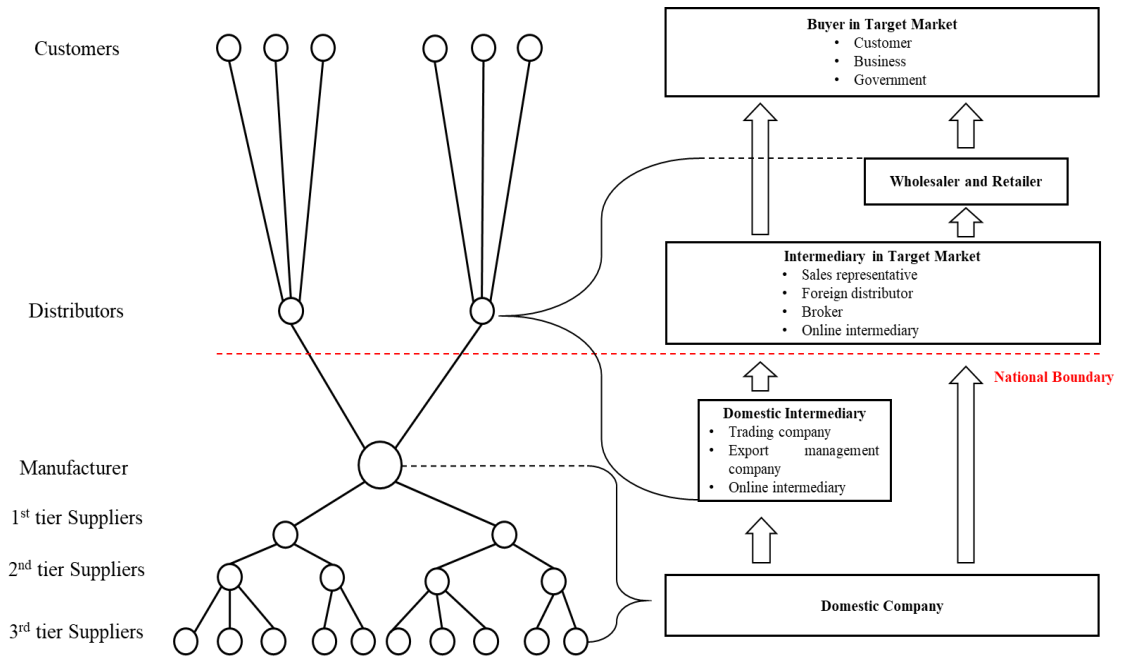 Customers
Distributors
Manufacturer
1st tier Suppliers
2nd tier Suppliers
3rd tier Suppliers
Buyer in Target Market
• Customer
• Business
• Government
Wholesaler and Retailer
Intermediary in Target Market
• Sales representative
• Foreign distributor
• Broker
• Online intermediary
National Boundary
Domestic Intermediary
• Trading company
• Export management
company
• Online intermediary
Domestic Company